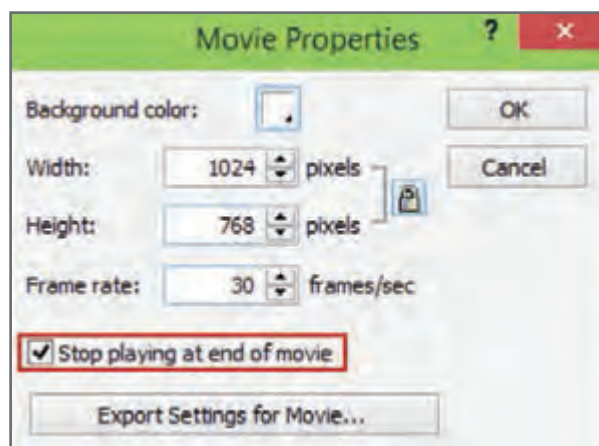 Movie Properties ? ×
Background color: OK
Width: 1024 pixels Cancel
Height: 768 pixels
Frame rate: 30 frames/sec
Stop playing at end of movie
Export Settings for Movie...